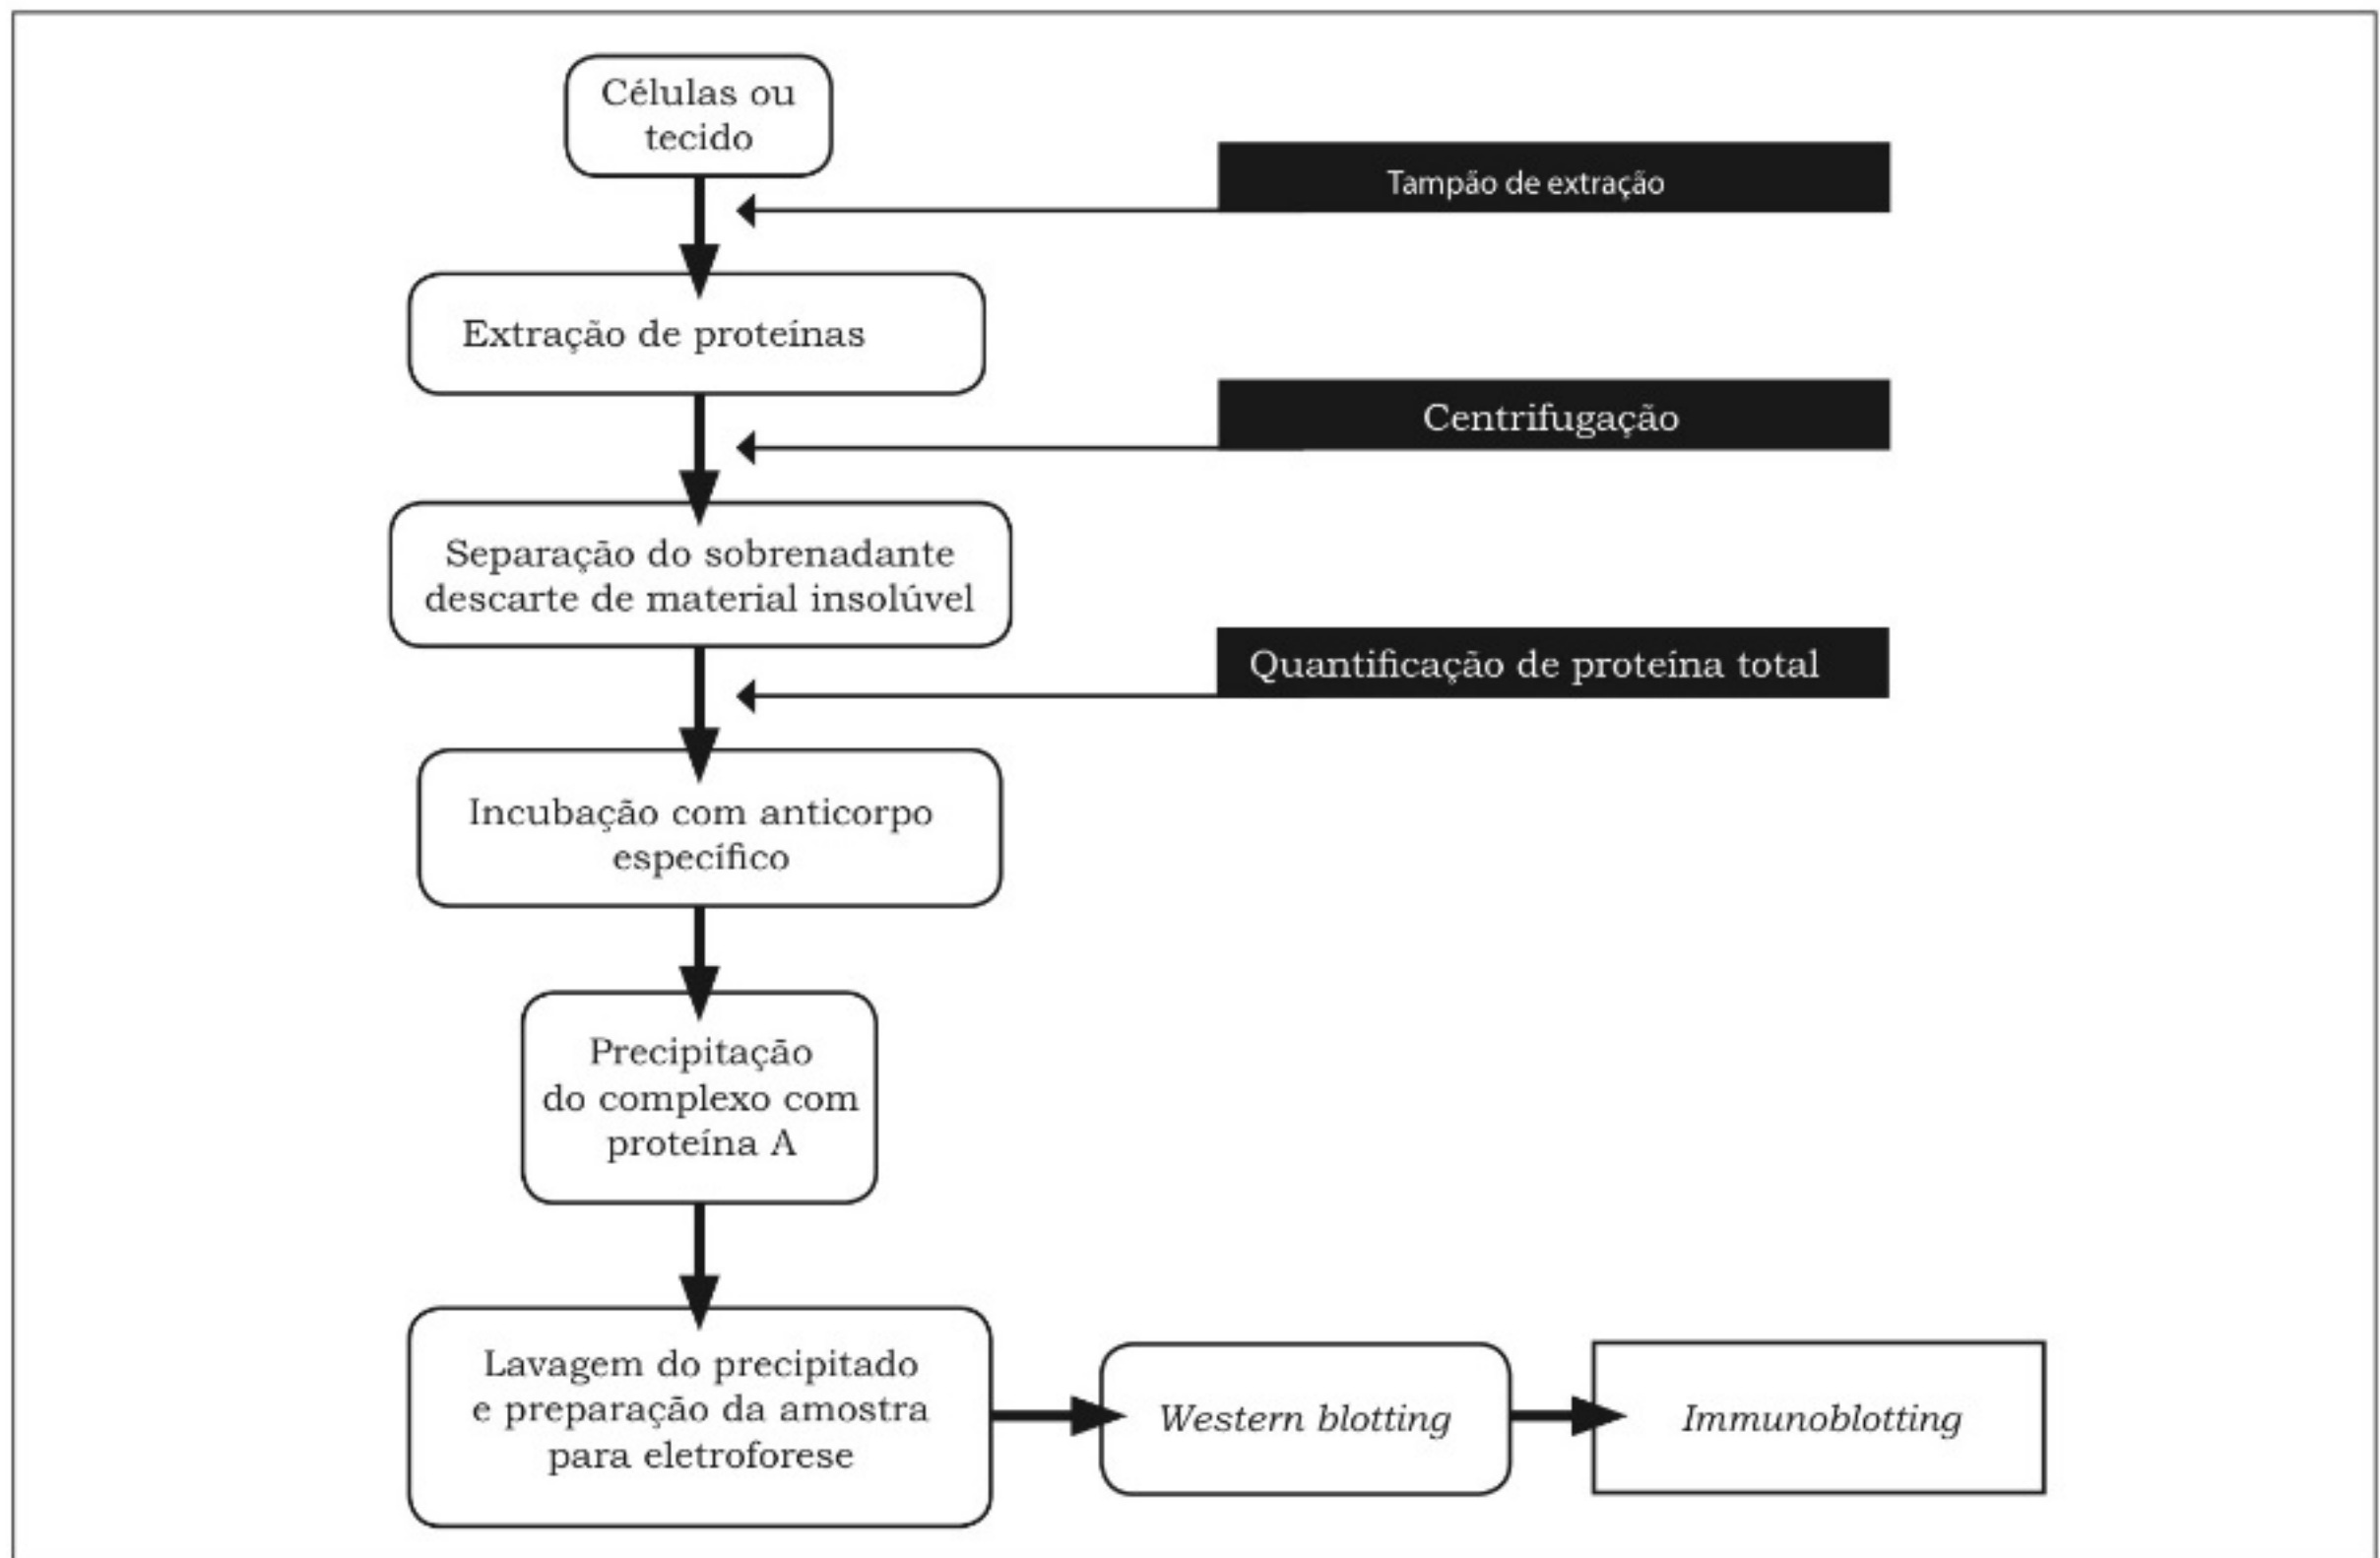 Células ou
tecido
Tampão de extração
Extração de proteínas
Centrifugação
Separação do sobrenadante
descarte de material insolúvel
Quantificação de proteína total
Incubação com anticorpo
específico
Precipitação
do complexo com
proteína A
Lavagem do precipitado
e preparação da amostra
para eletroforese
Western blotting
Immunoblotting